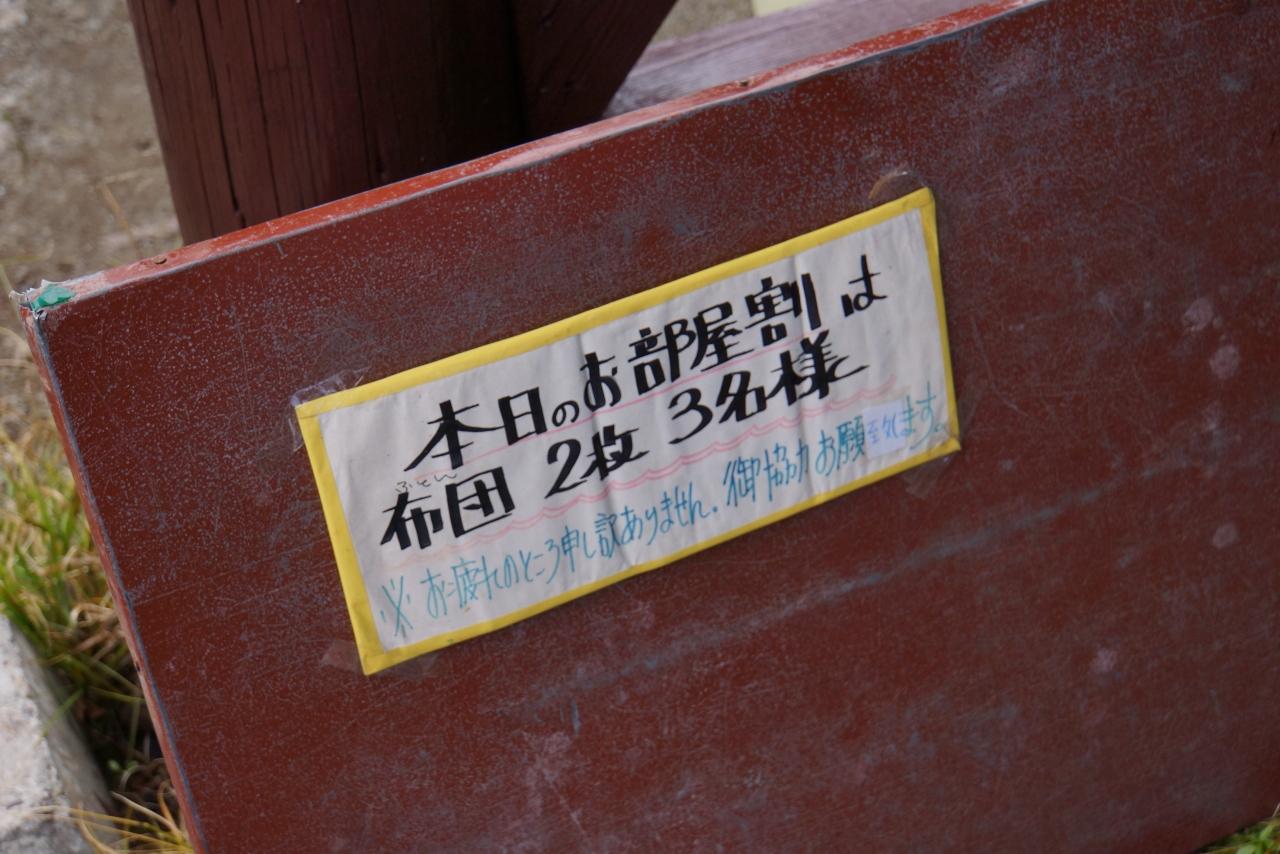 本日のお部屋割は
ふとん
布団 2枚 3名様
※ お疲れのところ申し訳ありません。御協力お願い致します。